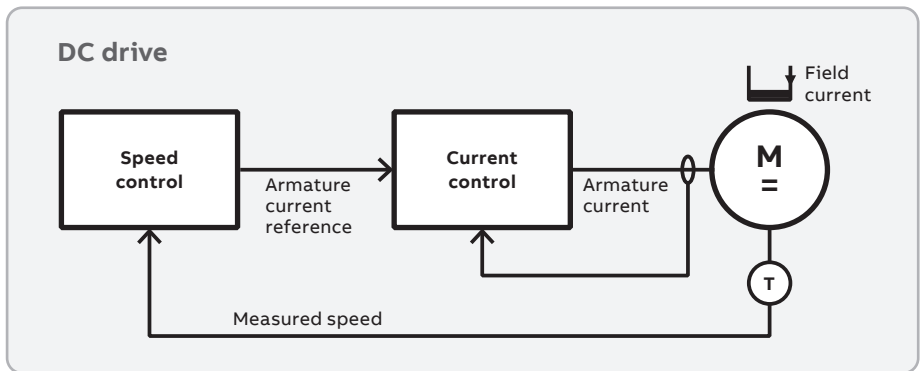 DC drive
Field
current
Speed
control
Armature
current
reference
Current
control
Armature
current
M
=
T
Measured speed